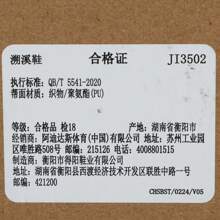 溯溪鞋 合格证 JI3502
执行标准: QB/T 5541-2020
帮面材质: 织物/聚氨酯(PU)
等级: 合格品 检18 产地: 湖南省衡阳市
经销商: 阿迪达斯体育(中国)有限公司 地址: 苏州工业园
区唯胜路508号 邮编: 215126 电话: 4008801515
制造商: 衡阳市得阳鞋业有限公司
地址: 湖南省衡阳县西渡经济技术开发区联胜中路一号
邮编: 421200
CHSBST/0224/V05